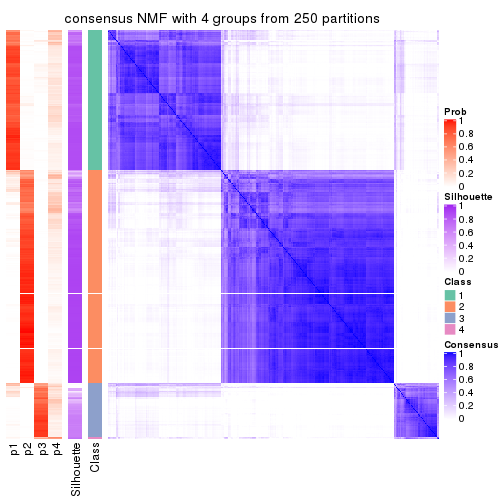 consensus NMF with 4 groups from 250 partitions
Prob
1
0.8
0.6
0.4
0.2
0
Silhouette
1
0.8
0.6
0.4
0.2
0
Class
1
2
3
4
Consensus
1
0.8
0.6
0.4
0.2
0
p1
p2
p3
p4
Silhouette
Class